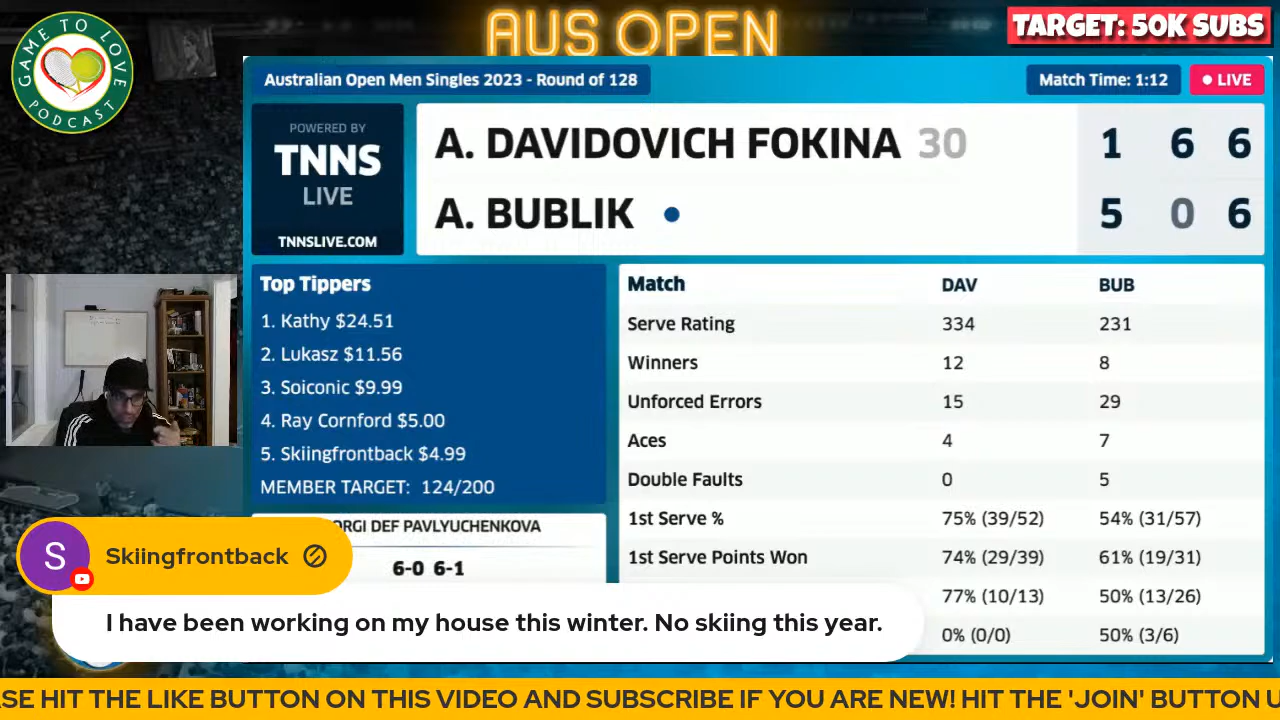 AUS OPEN
TARGET: 50K SUBS
GAME TO LOVE
PODCAST
Australian Open Men Singles 2023 - Round of 128
Match Time: 1:12
LIVE
POWERED BY
TNNS
LIVE
TNNSLIVE.COM
A. DAVIDOVICH FOKINA 30 1 6 6
A. BUBLIK 5 0 6
Top Tippers
1. Kathy $24.51
2. Lukasz $11.56
3. Soiconic $9.99
4. Ray Cornford $5.00
5. Skiingfrontback $4.99
MEMBER TARGET: 124/200
ORGI DEF PAVLYUCHENKOVA
6-0 6-1
Match DAV BUB
Serve Rating 334 231
Winners 12 8
Unforced Errors 15 29
Aces 4 7
Double Faults 0 5
1st Serve % 75% (39/52) 54% (31/57)
1st Serve Points Won 74% (29/39) 61% (19/31)
77% (10/13) 50% (13/26)
0% (0/0) 50% (3/6)
S
Skiingfrontback
I have been working on my house this winter. No skiing this year.
SE HIT THE LIKE BUTTON ON THIS VIDEO AND SUBSCRIBE IF YOU ARE NEW! HIT THE 'JOIN' BUTTON U